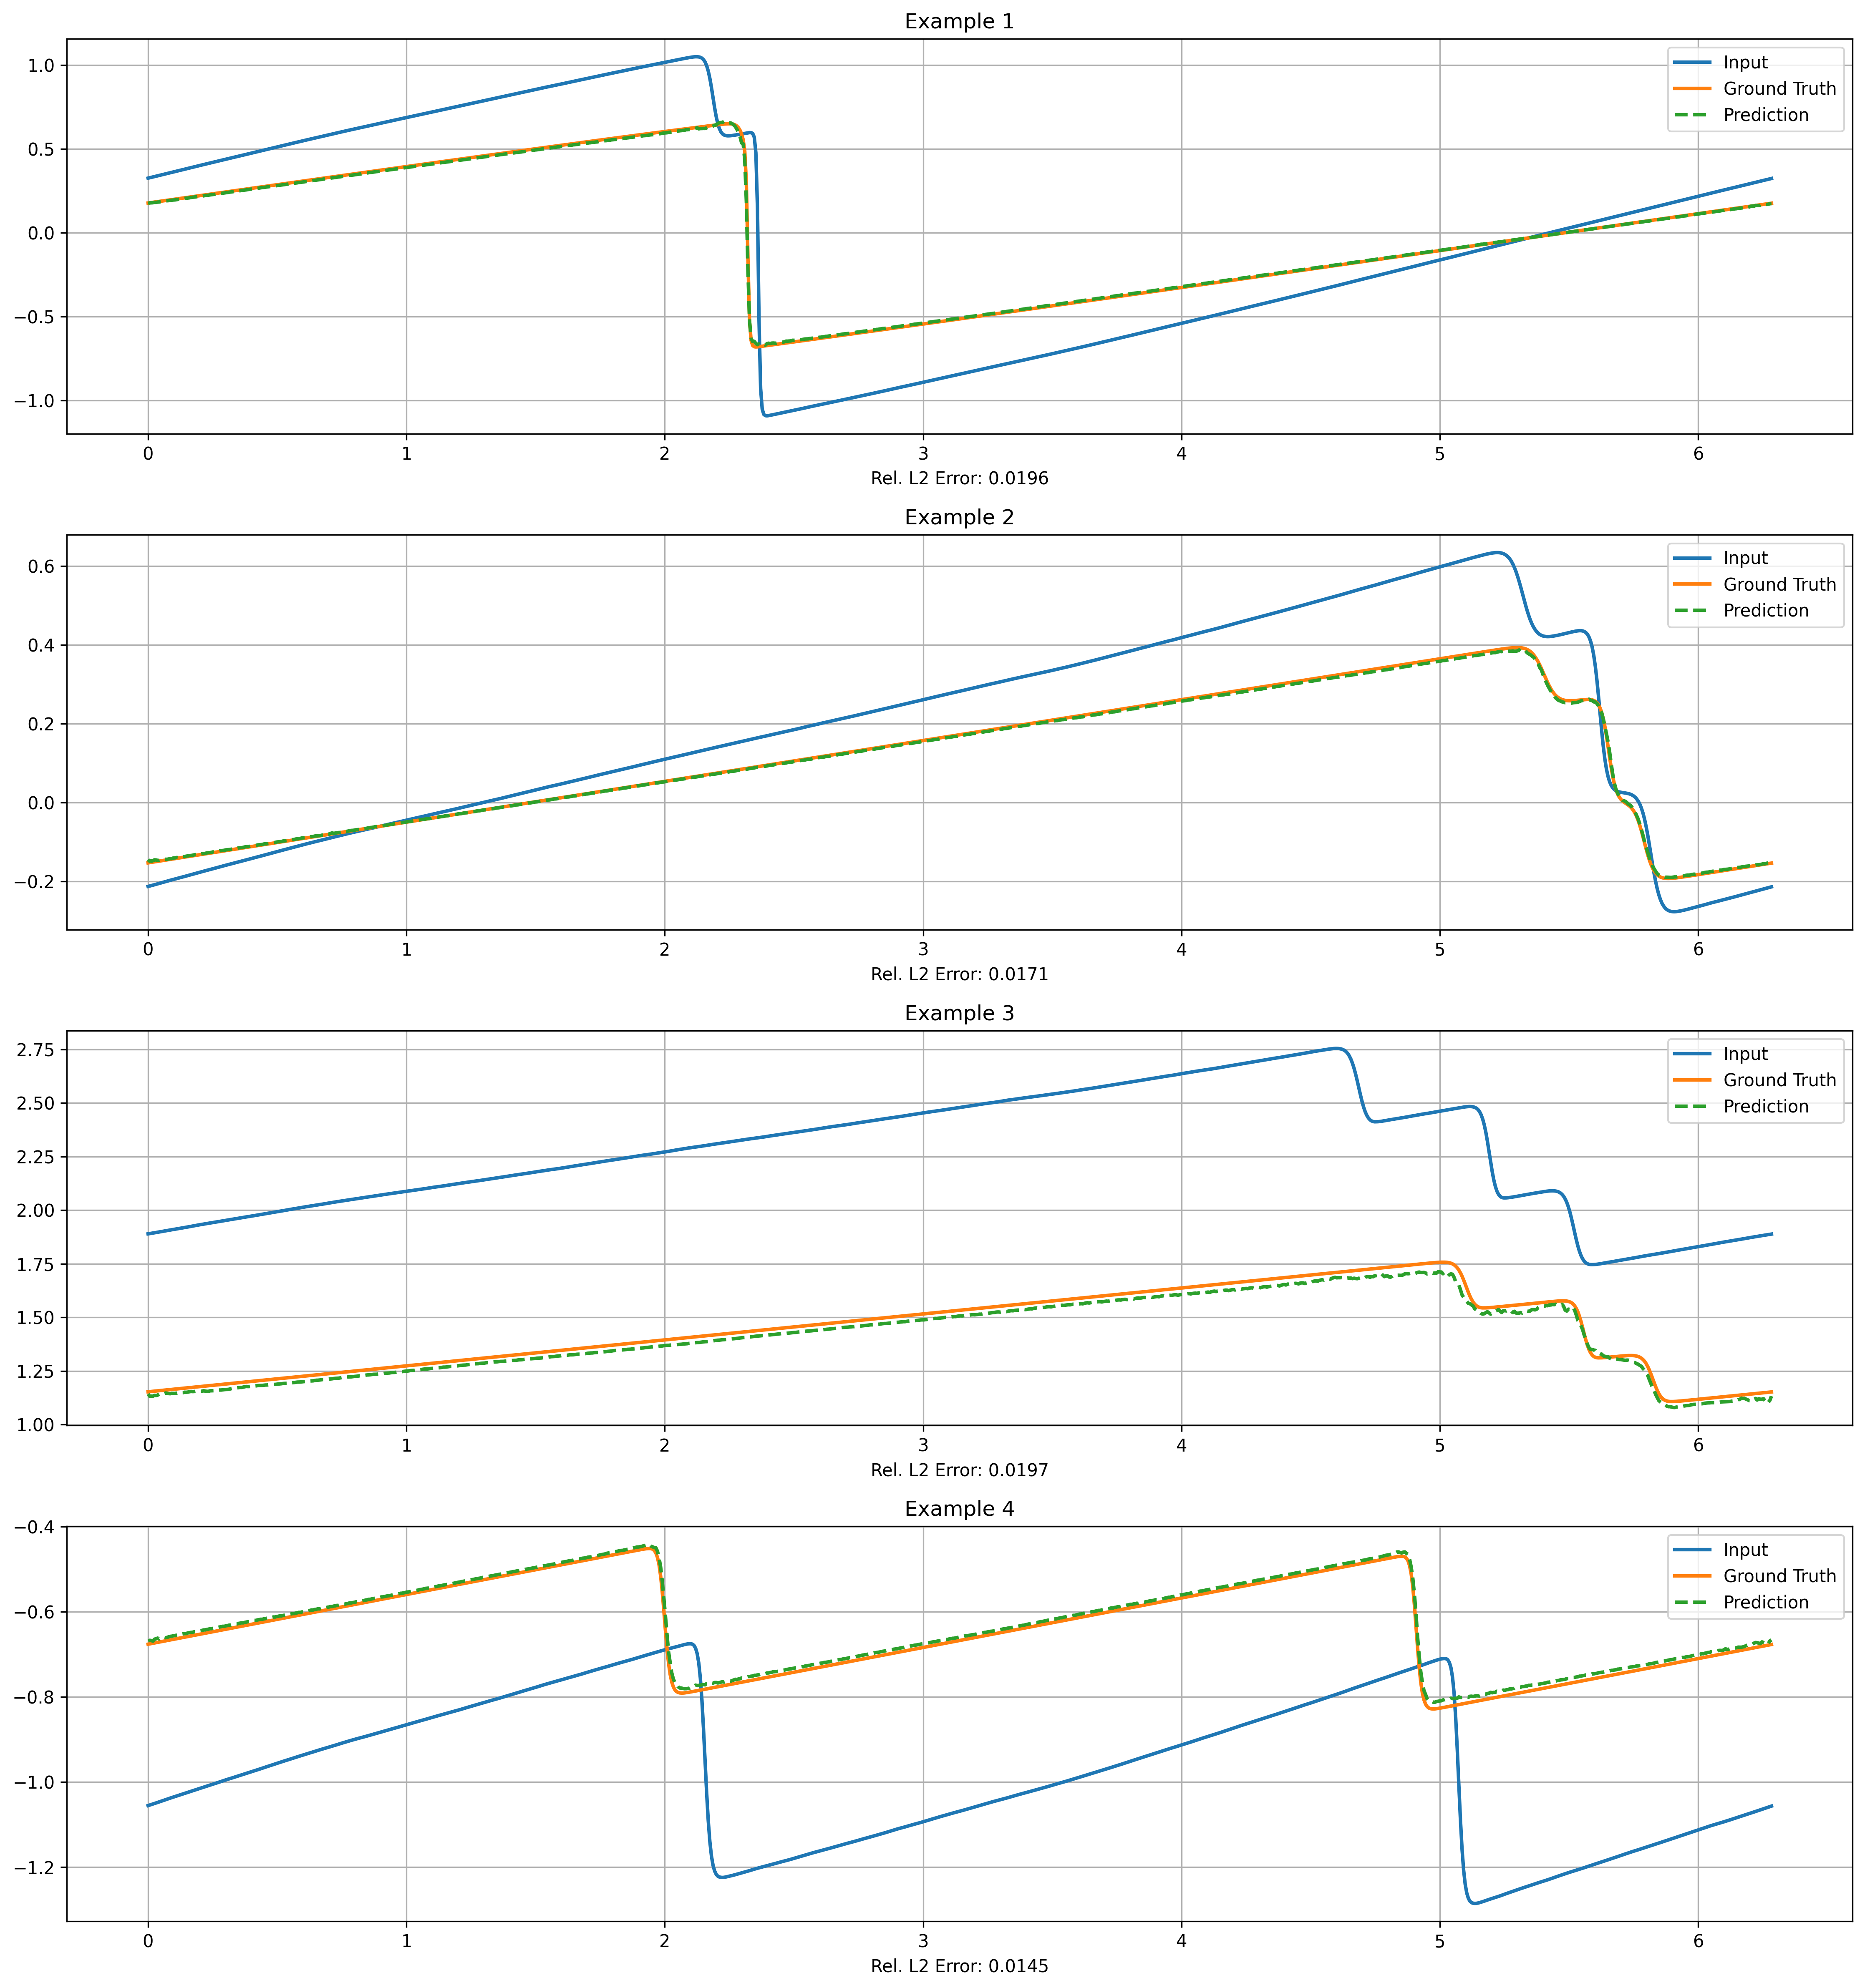 Example 1
1.0
0.5
0.0
−0.5
−1.0
Input
Ground Truth
Prediction
0 1 2 3 4 5 6
Rel. L2 Error: 0.0196
Example 2
0.6
0.4
0.2
0.0
−0.2
Input
Ground Truth
Prediction
0 1 2 3 4 5 6
Rel. L2 Error: 0.0171
Example 3
2.75
2.50
2.25
2.00
1.75
1.50
1.25
1.00
Input
Ground Truth
Prediction
0 1 2 3 4 5 6
Rel. L2 Error: 0.0197
Example 4
−0.4
−0.6
−0.8
−1.0
−1.2
Input
Ground Truth
Prediction
0 1 2 3 4 5 6
Rel. L2 Error: 0.0145